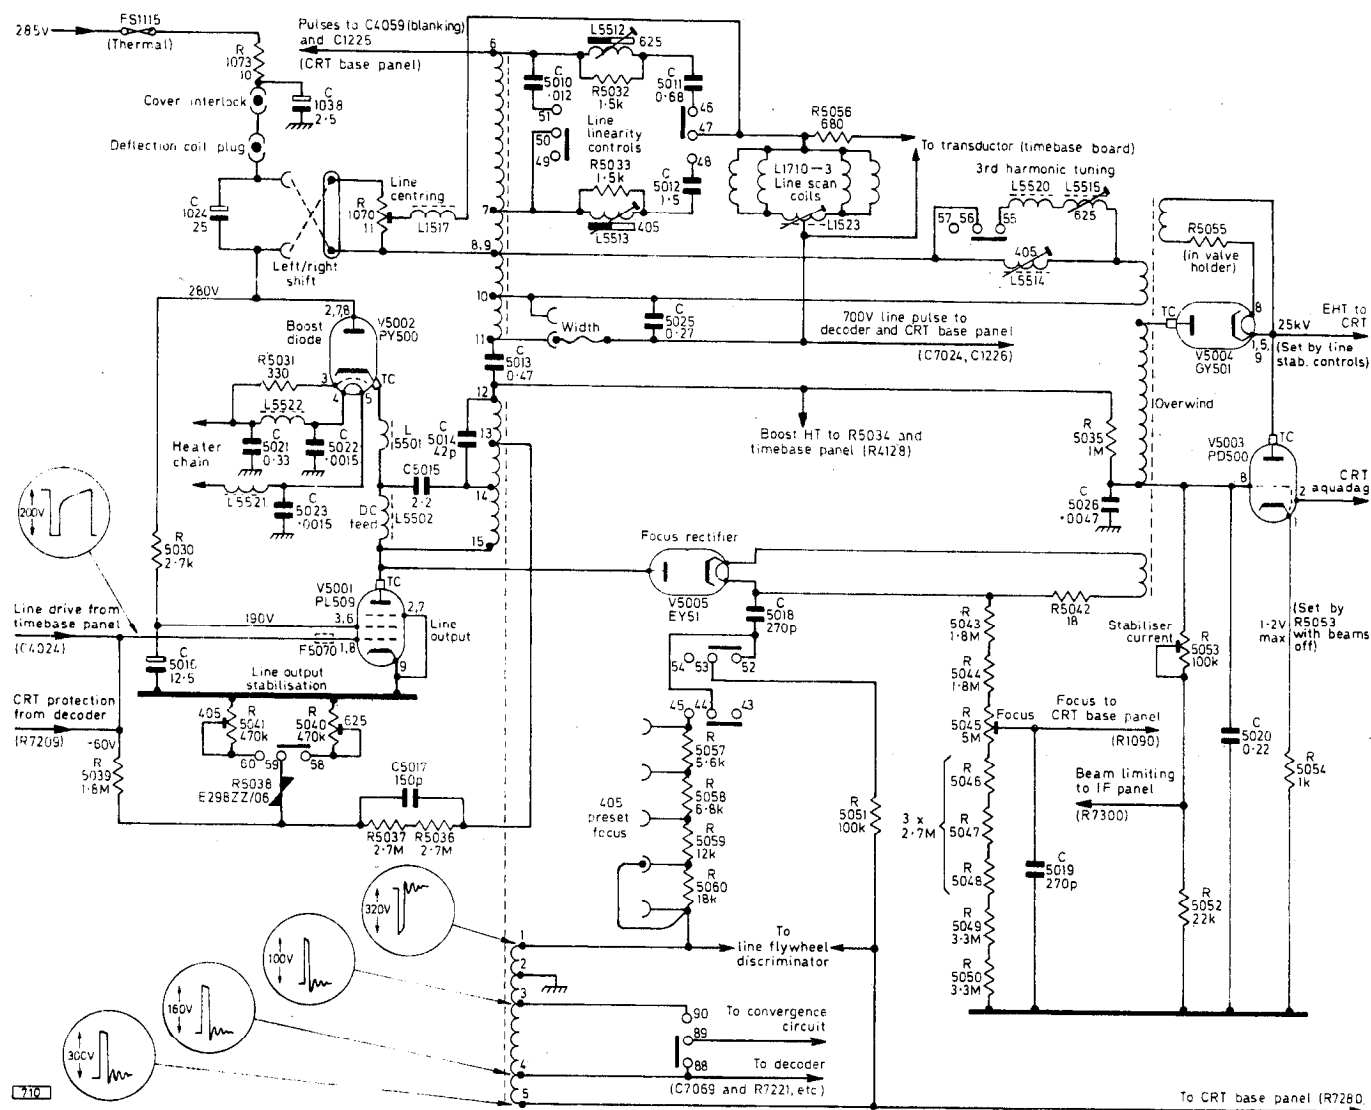 285V
FS1115
(Thermal)
R
1073
10
Cover interlock
C
1038
2·5
Deflection coil plug
C
1024
25
Left/right
shift
Line
centring
R
1070
11
L1517
Pulses to C4059 (blanking)
and C1225
(CRT base panel)
6
7
8,9
10
11
12
13
14
15
L5512
625
R5032
1·5k
C
5010
·012
C
5011
0·68
51
50
49
Line
linearity
controls
46
47
48
R5033
1·5k
C
5012
1·5
405
L5513
R5056
680
To transductor (timebase board)
L1710—3
Line scan
coils
L1523
3rd harmonic tuning
L5520
L5515
57
56
55
625
405
L5514
R5055
(in valve
holder)
TC
8
V5004
GY501
1,5,
9
25kV
EHT to
CRT
(Set by line
stab. controls)
Overwind
280V
Boost
diode
2,7,8
V5002
PY500
TC
3
4
5
R5031
330
L5522
C
5021
0·33
C
5022
·0015
Heater
chain
L5521
C
5023
·0015
L
5501
C
5014
42p
C5015
2·2
DC
feed
L5502
C
5013
0·47
Width
C
5025
0·27
700V line pulse to
decoder and CRT base panel
(C7024, C1226)
Boost HT to R5034 and
timebase panel (R4128)
R
5035
1M
C
5026
·0047
V5003
PD500
TC
8
2
1
CRT
aquadag
200V
R
5030
2·7k
Line drive from
timebase panel
(C4024)
190V
V5001
PL509
TC
2,7
3,6
F5070
1,8
9
Line
output
C
5016
12·5
Line output
stabilisation
CRT protection
from decoder
(R7209)
-60V
R
5039
1·8M
405
R
5041
470k
R
5040
470k
625
60
59
58
R5038
E298ZZ/06
C5017
150p
R5037
2·7M
R5036
2·7M
Focus rectifier
V5005
EY51
C
5018
270p
54
53
52
45
44
43
R
5057
5·6k
R
5058
6·8k
R
5059
12k
R
5060
18k
405
preset
focus
R
5051
100k
R5042
18
R
5043
1·8M
R
5044
1·8M
R
5045
5M
Focus
Focus to
CRT base panel
(R1090)
R
5046
R
5047
R
5048
3 x
2·7M
R
5049
3·3M
R
5050
3·3M
C
5019
270p
Stabiliser
current
R
5053
100k
Beam limiting
to IF panel
(R7300)
R
5052
22k
1-2V
max
(Set by
R5053
with beams
off)
C
5020
0·22
R
5054
1k
320V
100V
160V
300V
1
2
3
4
5
To
line flywheel
discriminator
90
89
88
To convergence
circuit
To decoder
(C7069 and R7221, etc)
To CRT base panel (R7280
710